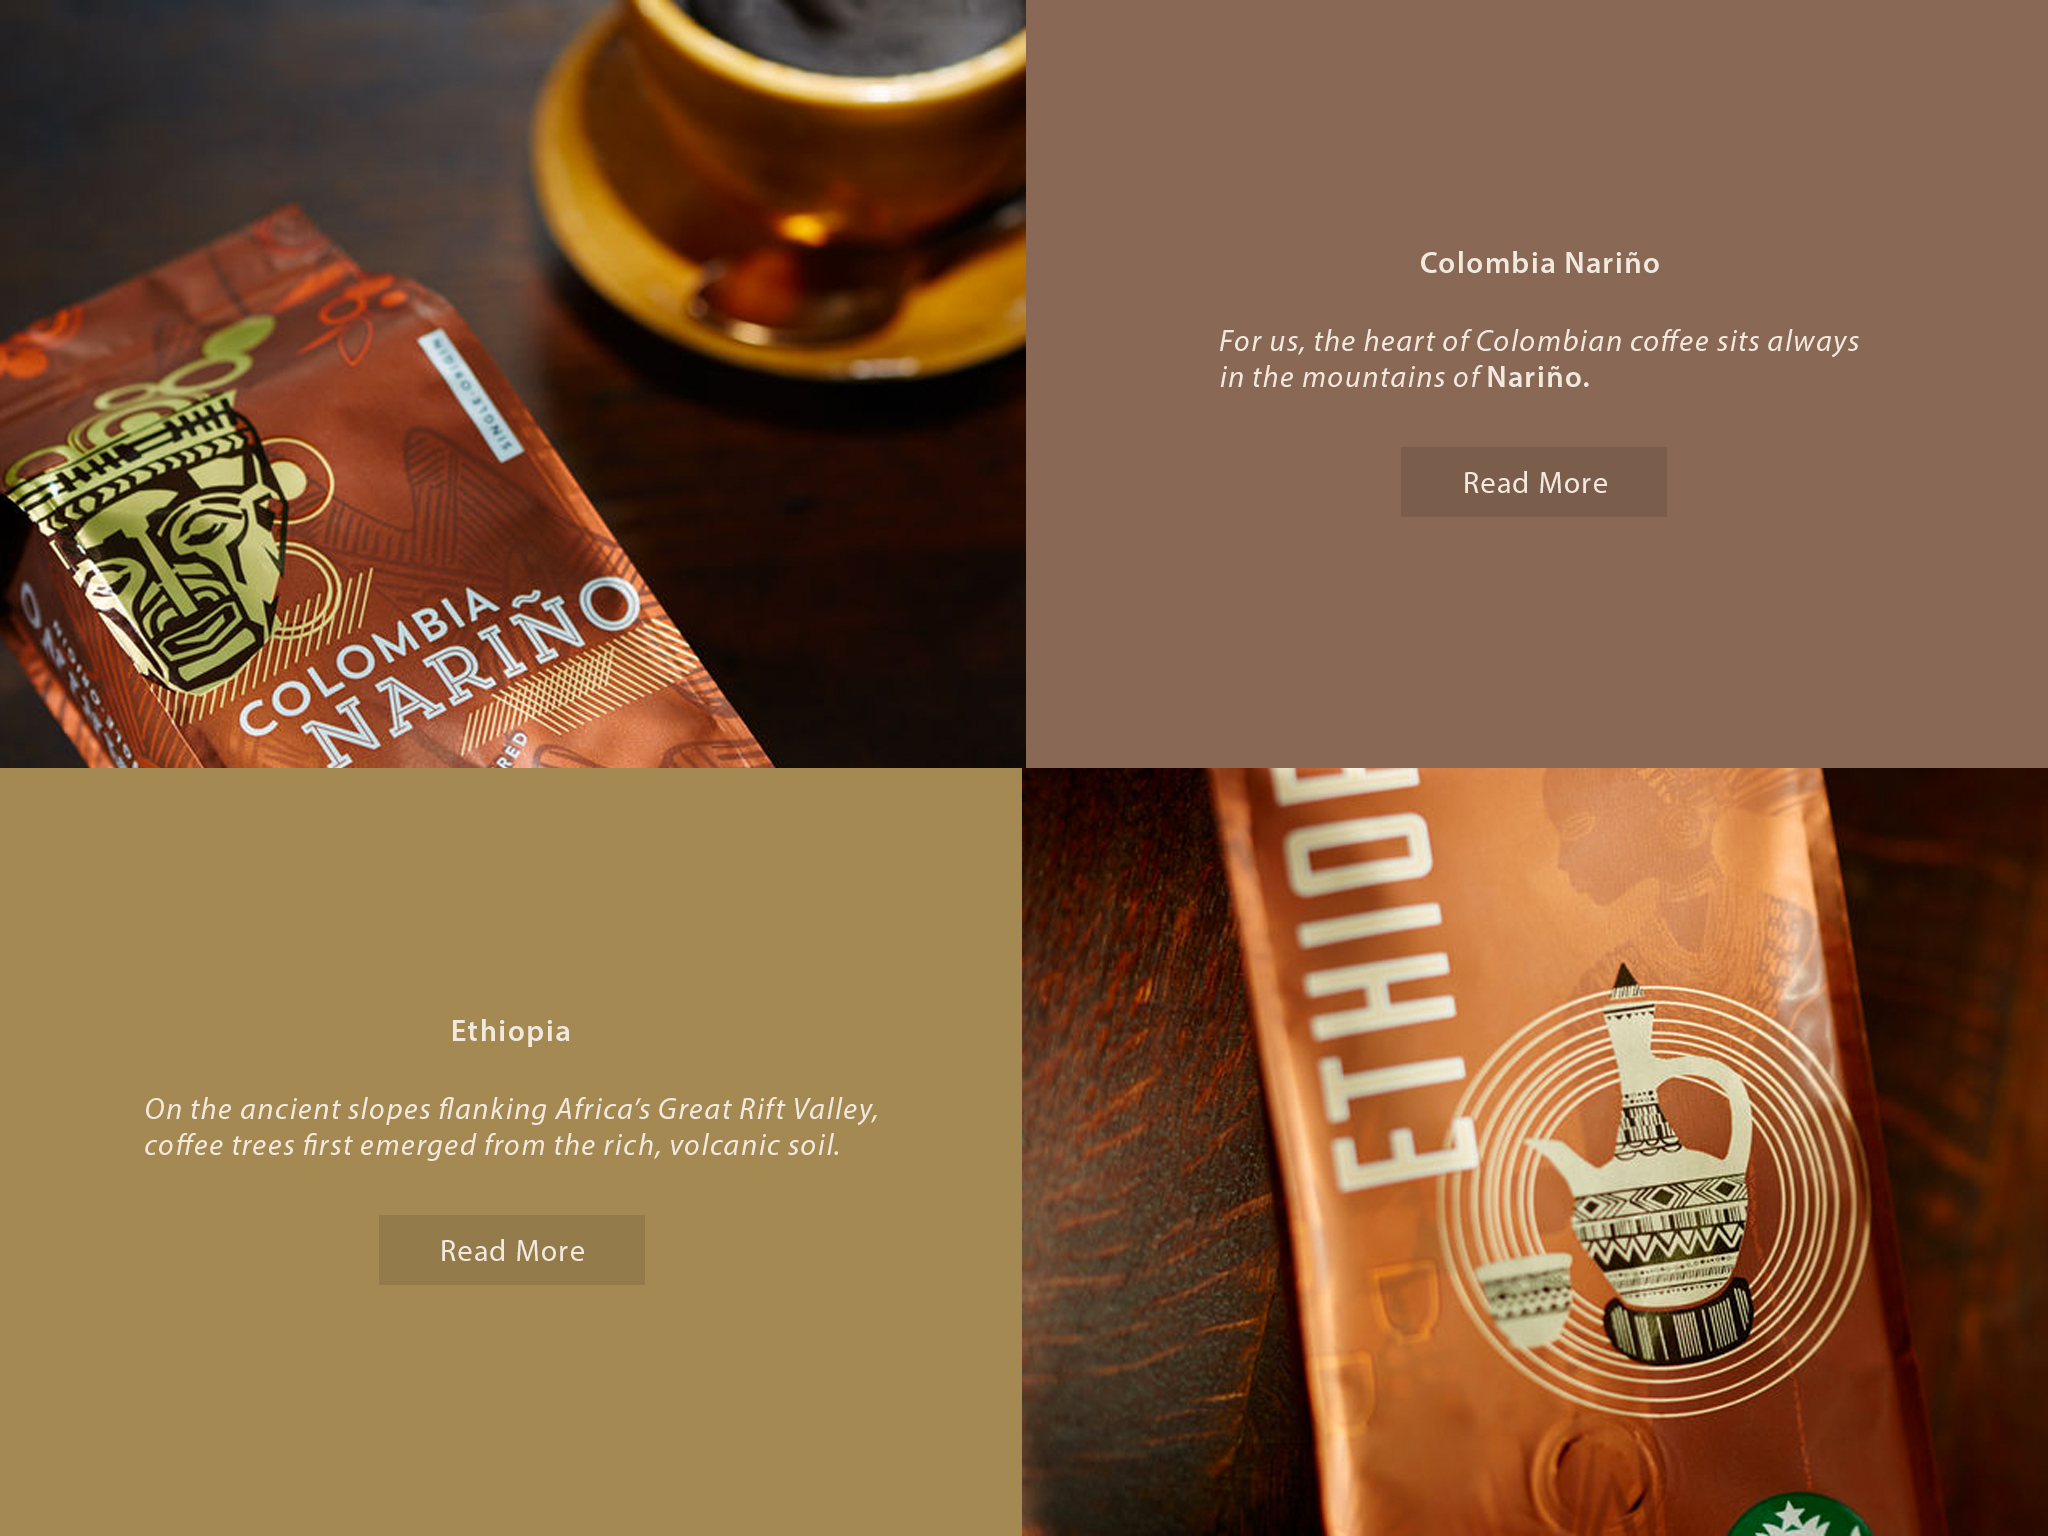 SINGLE-ORIGIN
COLOMBIA
NARIÑO
RED
Colombia Nariño
For us, the heart of Colombian coffee sits always
in the mountains of Nariño.
Read More
Ethiopia
On the ancient slopes flanking Africa’s Great Rift Valley,
coffee trees first emerged from the rich, volcanic soil.
Read More
ETHIOP